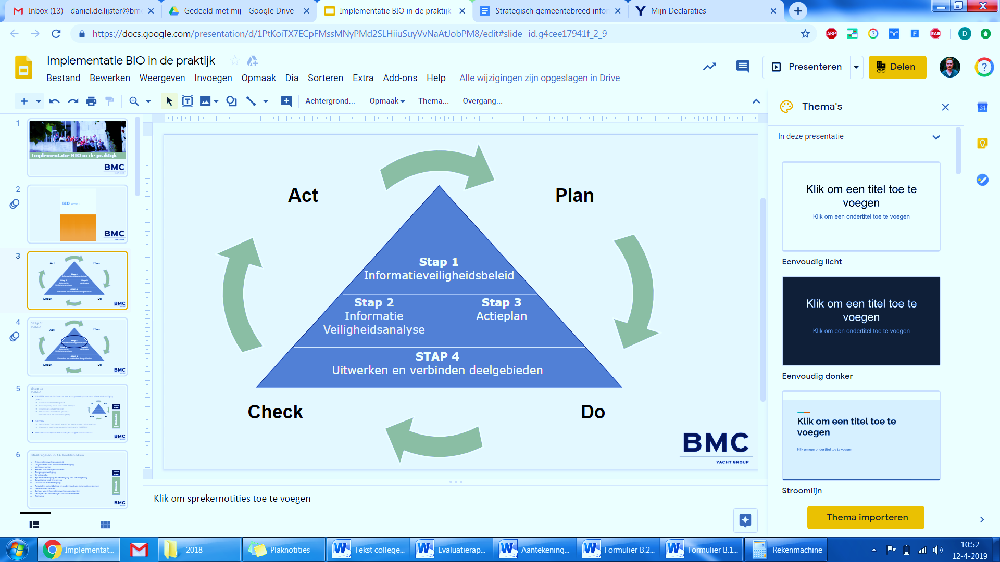 Inbox (13) - daniel.de.lijster@bmc
Gedeeld met mij - Google Drive
Implementatie BIO in de praktijk
Strategisch gemeentebreed infor
Mijn Declaraties
https://docs.google.com/presentation/d/1PtKoiTX7ECpFMssMNyPMd2SLHiiuSuyVvNaAtJobPM8/edit#slide=id.g4cee17941f_2_9
ABP
F
EAB
D
Implementatie BIO in de praktijk
Presenteren
Delen
Bestand Bewerken Weergeven Invoegen Opmaak Dia Sorteren Extra Add-ons Help Alle wijzigingen zijn opgeslagen in Drive
Achtergrond... Opmaak Thema... Overgang...
1
Implementatie BIO in de praktijk
BMC
2
BIO Versie 1
BMC
3
Act
Plan
Check
Do
BMC
4
Stap 1:
Beleid
Act
Plan
Check
Do
BMC
5
Stap 1:
Beleid
BMC
6
Maatregelen in 14 hoofdstukken
BMC
Act
Plan
Stap 1
Informatieveiligheidsbeleid
Stap 2
Informatie
Veiligheidsanalyse
Stap 3
Actieplan
STAP 4
Uitwerken en verbinden deelgebieden
Check
Do
BMC
YACHT GROUP
Klik om sprekernotities toe te voegen
Thema's
In deze presentatie
Klik om een titel toe te
voegen
Klik om een ondertitel toe te voegen
Eenvoudig licht
Klik om een titel toe te
voegen
Klik om een ondertitel toe te voegen
Eenvoudig donker
Klik om een titel toe te
voegen
Klik om een ondertitel toe te voegen
Stroomlijn
Thema importeren
31
Implementat...
2018
Plaknotities
Tekst college...
Evaluatierap...
Aantekening...
Formulier B.2...
Formulier B.1...
Rekenmachine
10:52
12-4-2019